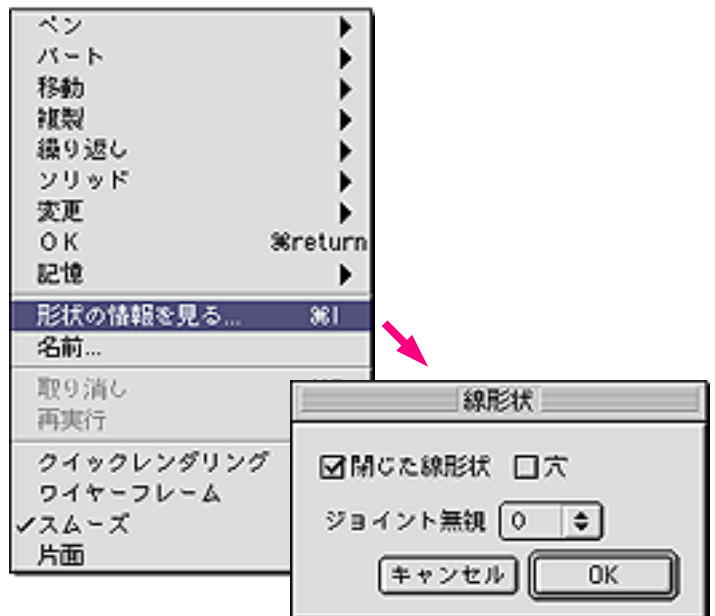 ペン
パート
移動
複製
繰り返し
ソリッド
変更
OK ⌘return
記憶
形状の情報を見る... ⌘I
名前...
取り消し
再実行
クイックレンダリング
ワイヤーフレーム
✓スムーズ
片面
線形状
☑閉じた線形状 □穴
ジョイント無視 0
キャンセル OK